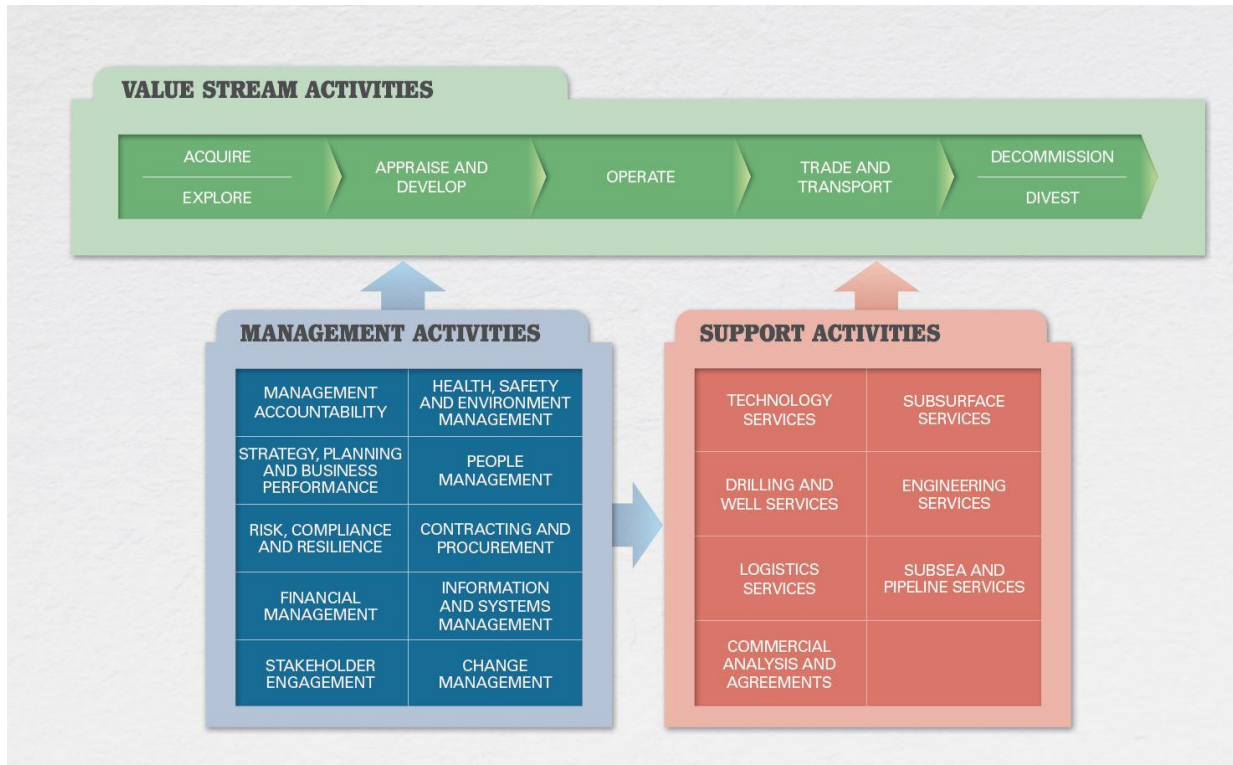 VALUE STREAM ACTIVITIES
ACQUIRE
EXPLORE
APPRAISE AND
DEVELOP
OPERATE
TRADE AND
TRANSPORT
DECOMMISSION
DIVEST
MANAGEMENT ACTIVITIES
MANAGEMENT
ACCOUNTABILITY
HEALTH, SAFETY
AND ENVIRONMENT
MANAGEMENT
STRATEGY, PLANNING
AND BUSINESS
PERFORMANCE
PEOPLE
MANAGEMENT
RISK, COMPLIANCE
AND RESILIENCE
CONTRACTING AND
PROCUREMENT
FINANCIAL
MANAGEMENT
INFORMATION
AND SYSTEMS
MANAGEMENT
STAKEHOLDER
ENGAGEMENT
CHANGE
MANAGEMENT
SUPPORT ACTIVITIES
TECHNOLOGY
SERVICES
SUBSURFACE
SERVICES
DRILLING AND
WELL SERVICES
ENGINEERING
SERVICES
LOGISTICS
SERVICES
SUBSEA AND
PIPELINE SERVICES
COMMERCIAL
ANALYSIS AND
AGREEMENTS